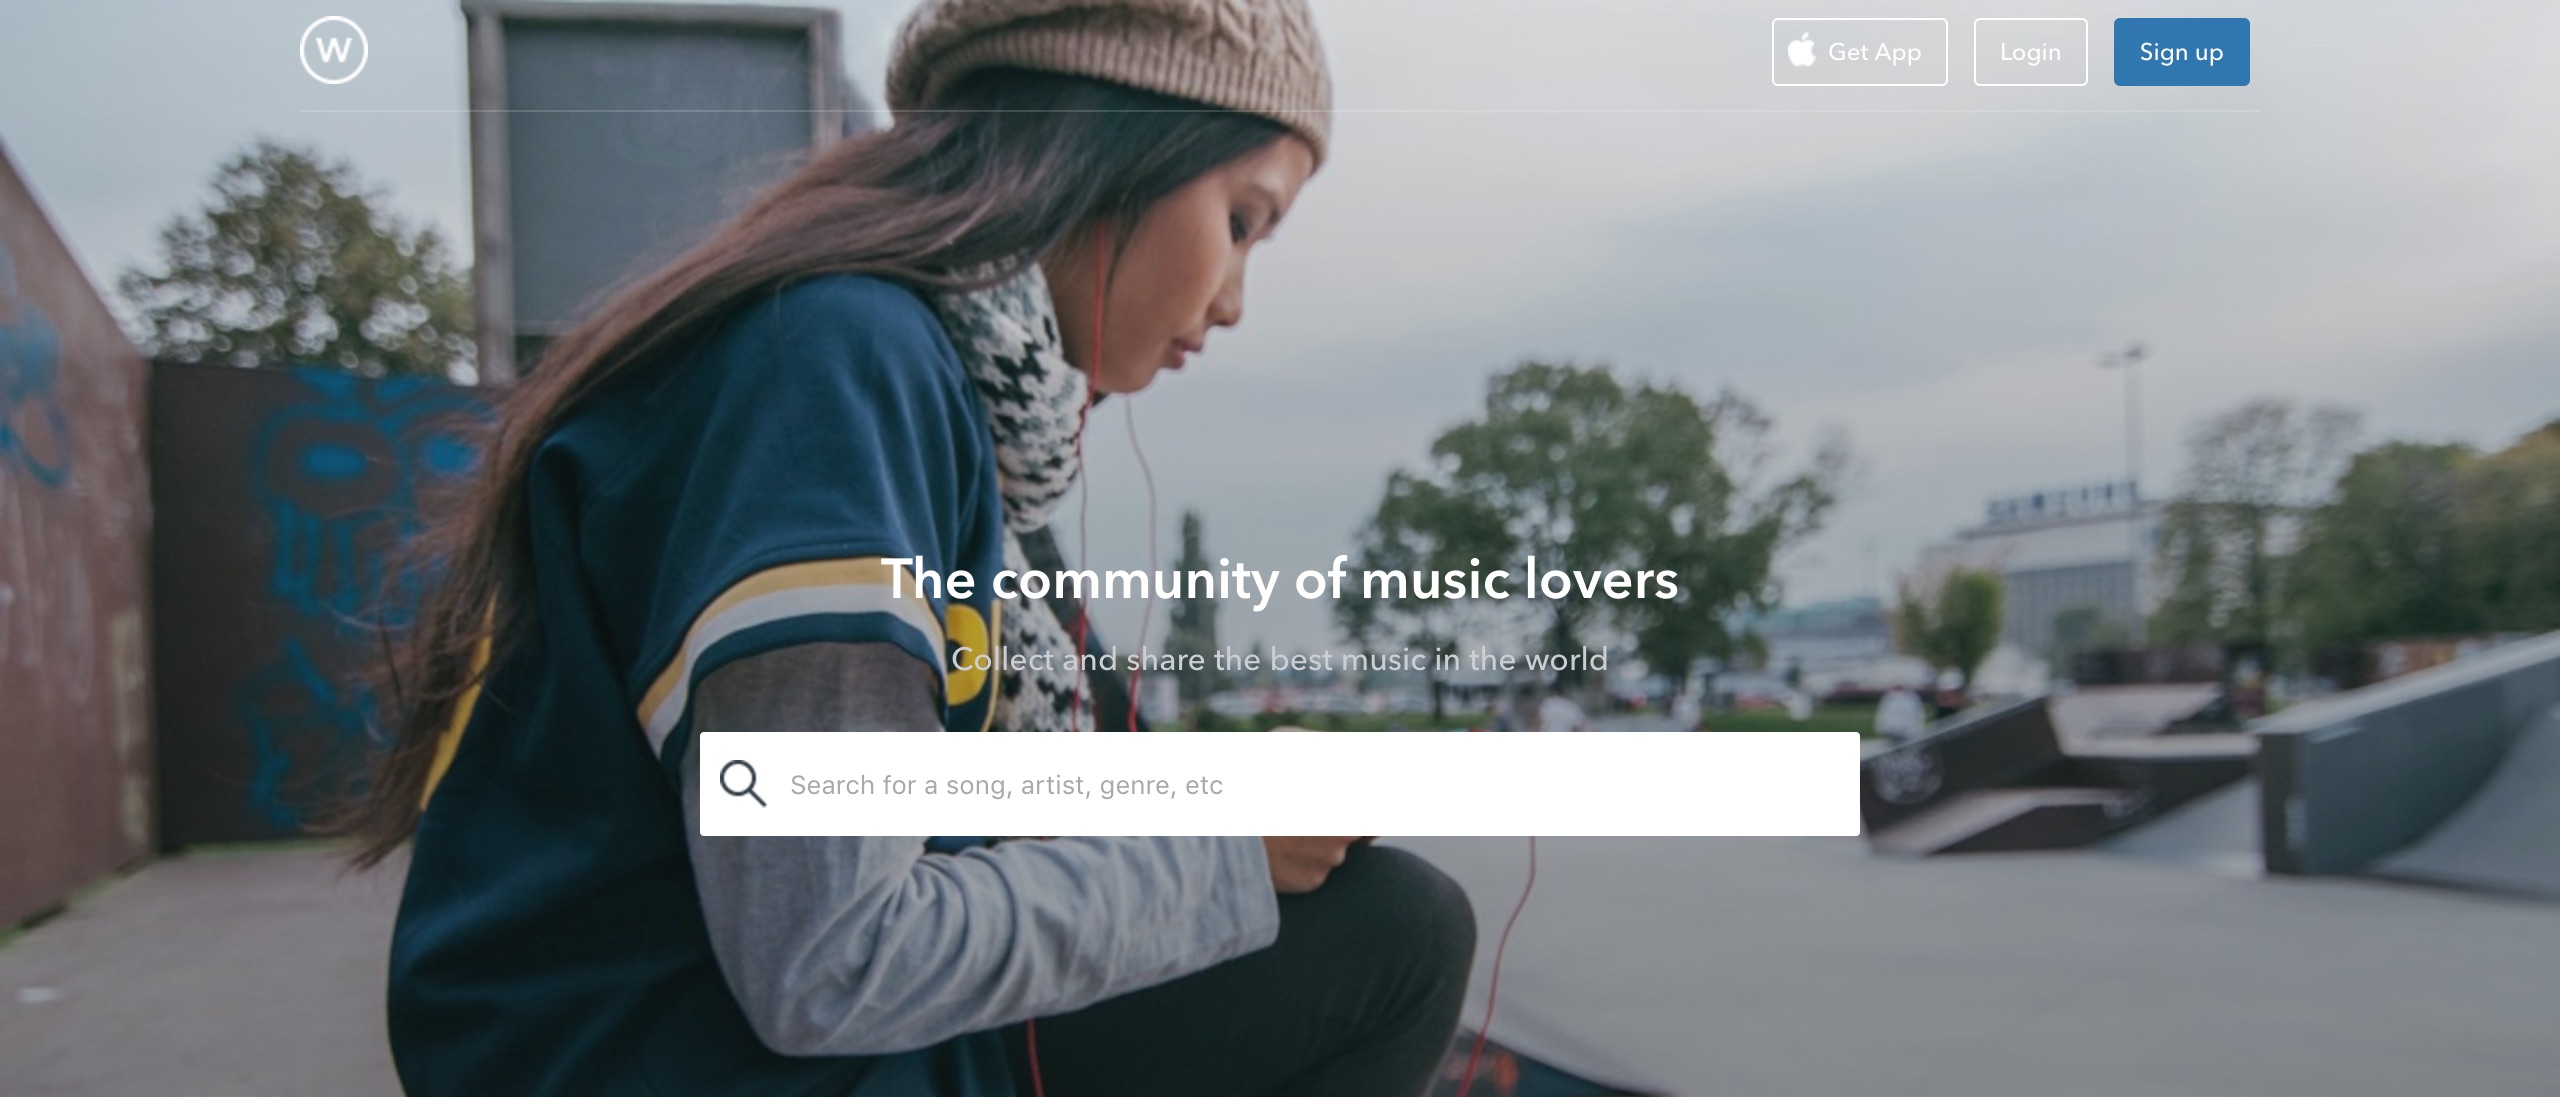 W
Get App
Login
Sign up
The community of music lovers
Collect and share the best music in the world
Search for a song, artist, genre, etc